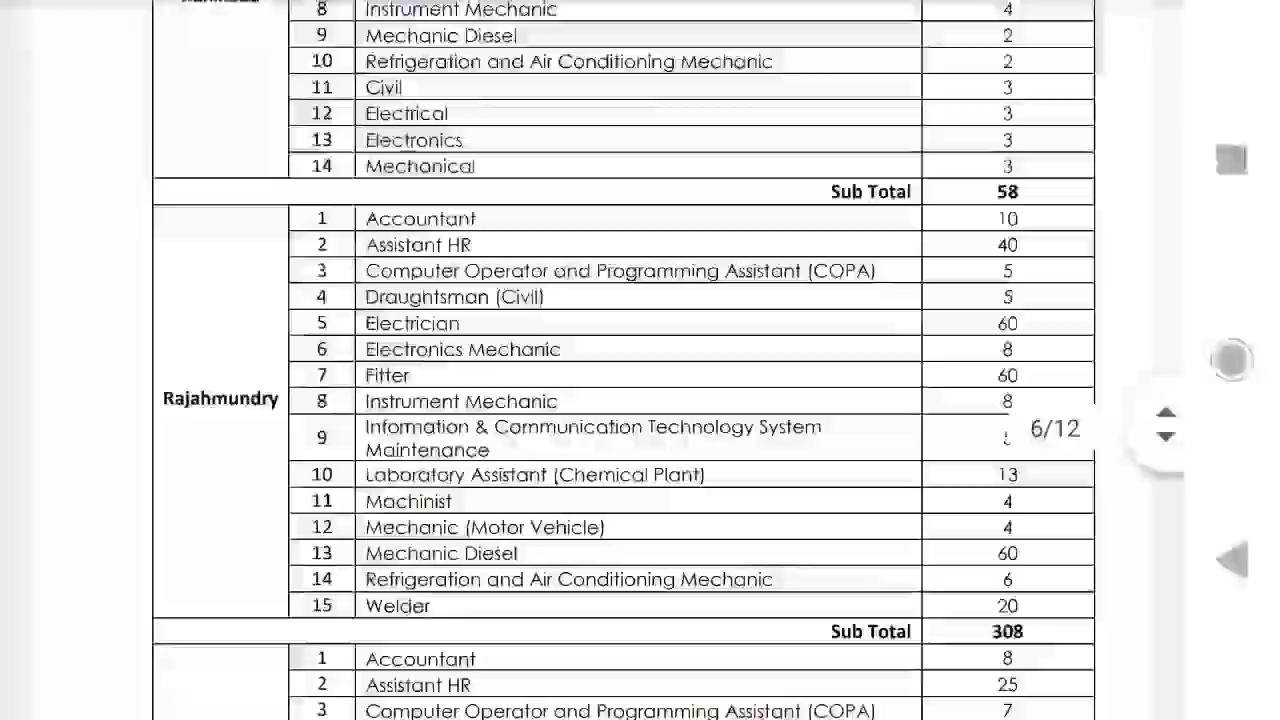 8 Instrument Mechanic 4
9 Mechanic Diesel 2
10 Refrigeration and Air Conditioning Mechanic 2
11 Civil 3
12 Electrical 3
13 Electronics 3
14 Mechanical 3
Sub Total 58
Rajahmundry
1 Accountant 10
2 Assistant HR 40
3 Computer Operator and Programming Assistant (COPA) 5
4 Draughtsman (Civil) 5
5 Electrician 60
6 Electronics Mechanic 8
7 Fitter 60
8 Instrument Mechanic 8
9 Information & Communication Technology System
Maintenance
6/12
10 Laboratory Assistant (Chemical Plant) 13
11 Machinist 4
12 Mechanic (Motor Vehicle) 4
13 Mechanic Diesel 60
14 Refrigeration and Air Conditioning Mechanic 6
15 Welder 20
Sub Total 308
1 Accountant 8
2 Assistant HR 25
3 Computer Operator and Programming Assistant (COPA) 7